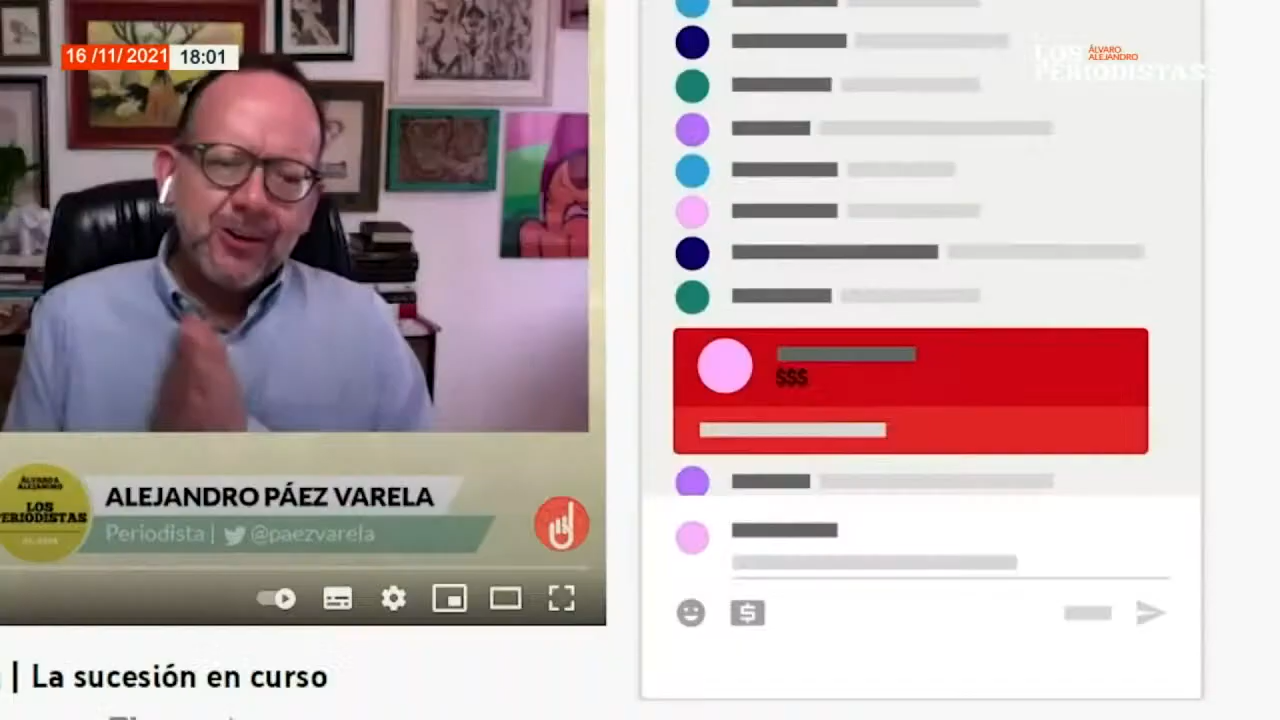 16 /11/ 2021 18:01
LOS ÁLVARO ALEJANDRO
PERIODISTAS
$$$
ÁLVARO &
ALEJANDRO
LOS
PERIODISTAS
ALEJANDRO PÁEZ VARELA
Periodista | @paezvarela
| La sucesión en curso